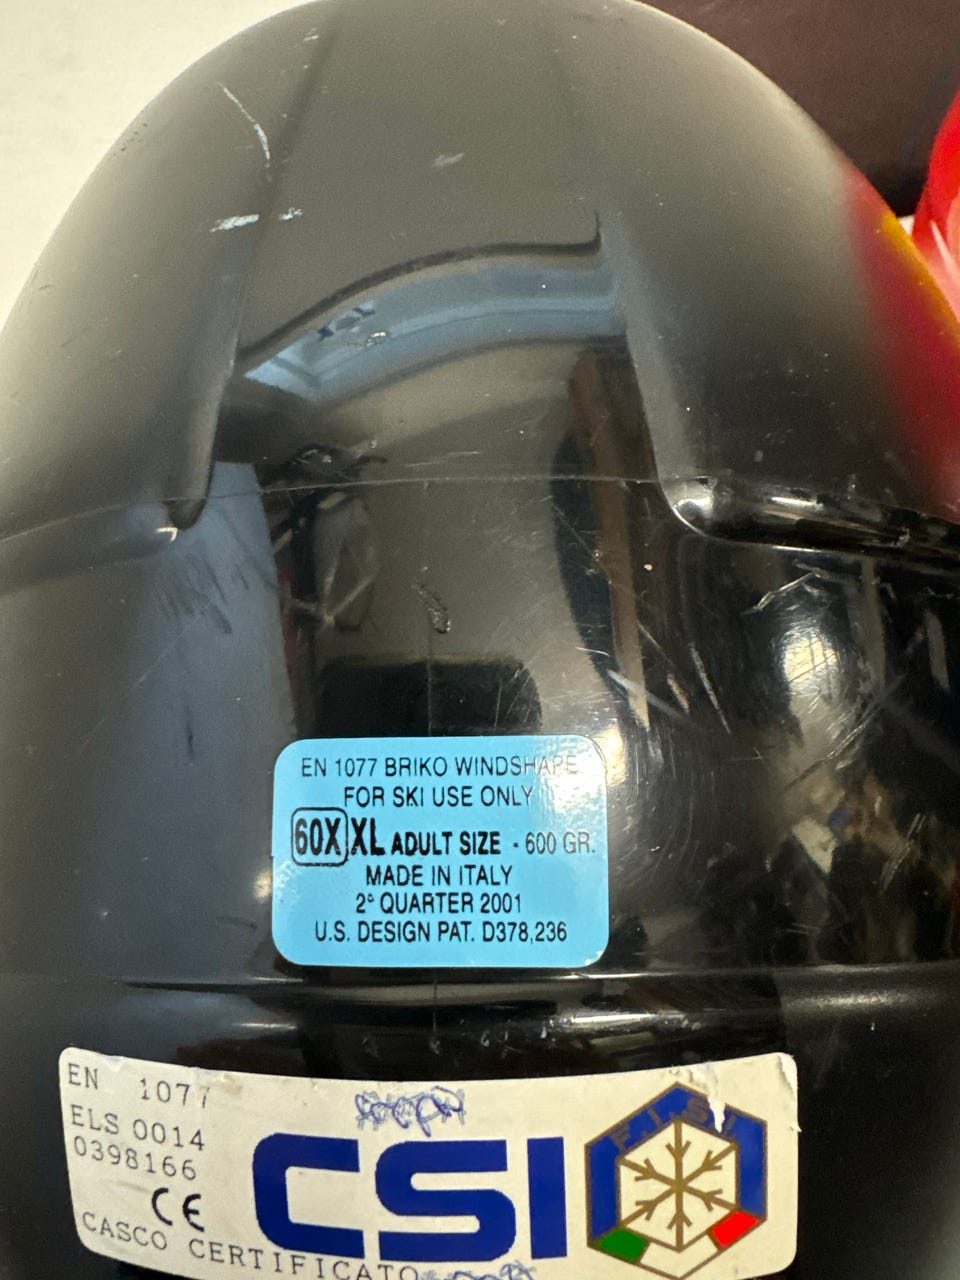 EN 1077 BRIKO WINDSHAPE
FOR SKI USE ONLY
60X XL ADULT SIZE - 600 GR.
MADE IN ITALY
2° QUARTER 2001
U.S. DESIGN PAT. D378,236
EN 1077
ELS 0014
0398166
CE
CASCO CERTIFICATO
CSI
F.I.S.I.